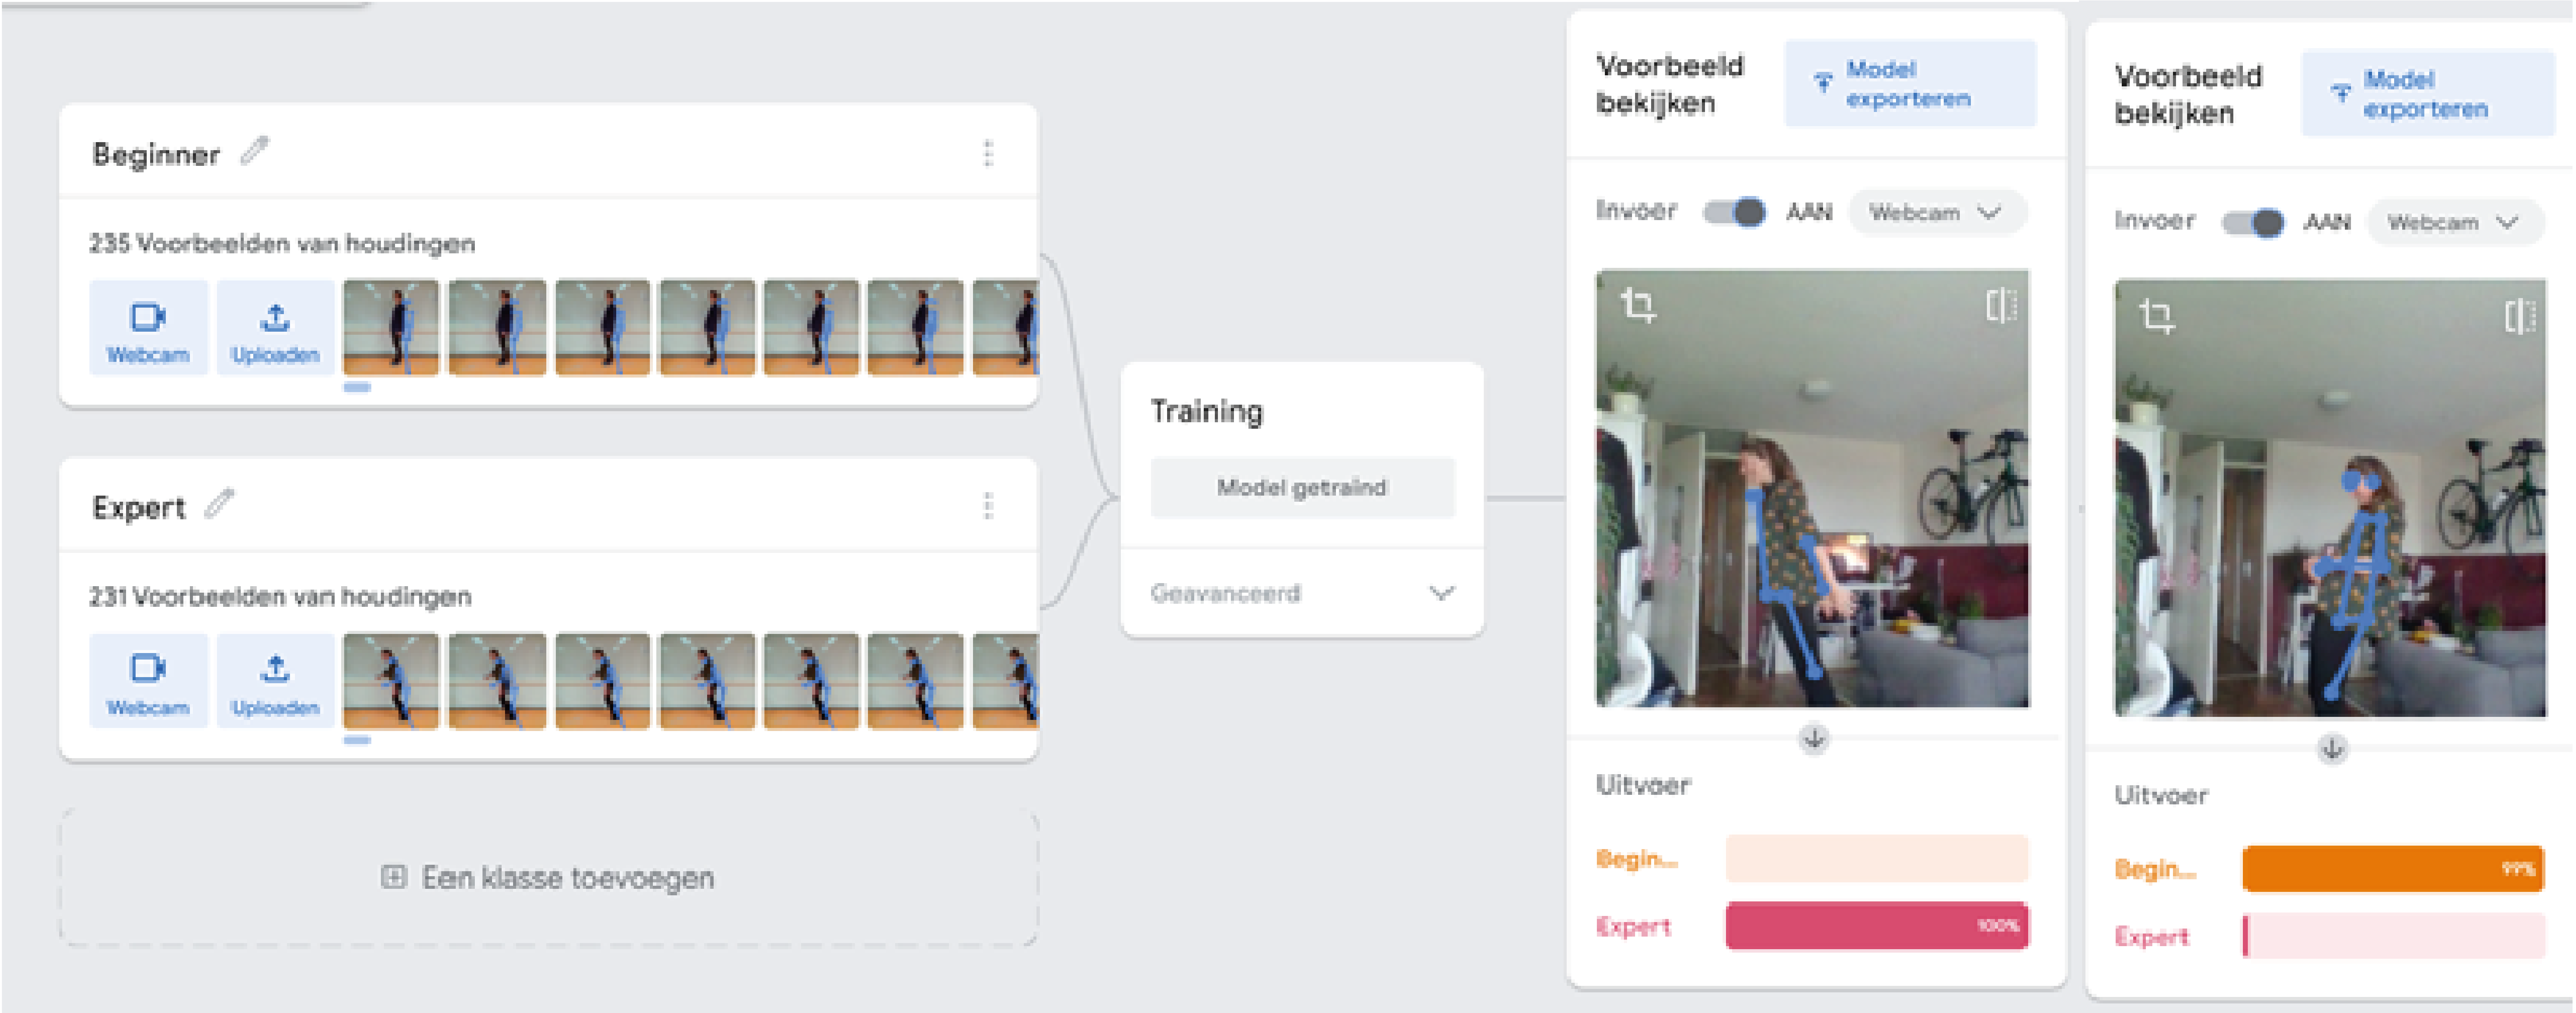 Beginner
235 Voorbeelden van houdingen
Webcam
Uploaden
Expert
231 Voorbeelden van houdingen
Webcam
Uploaden
Een klasse toevoegen
Training
Model getraind
Geavanceerd
Voorbeeld
bekijken
Model
exporteren
Invoer
AAN
Webcam
Uitvoer
Begin...
Expert
100%
Voorbeeld
bekijken
Model
exporteren
Invoer
AAN
Webcam
Uitvoer
Begin...
99%
Expert